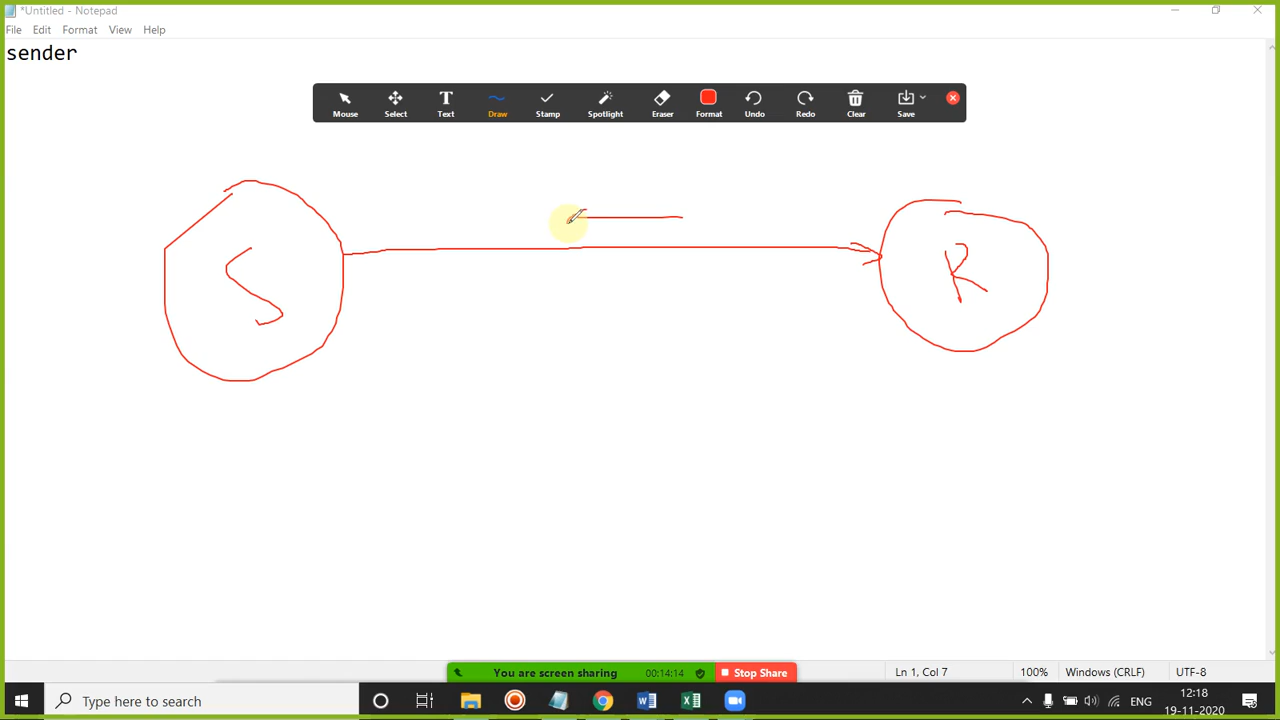 *Untitled - Notepad
File Edit Format View Help
sender
Mouse Select Text Draw Stamp Spotlight Eraser Format Undo Redo Clear Save
S R
You are screen sharing 00:14:14 Stop Share
Ln 1, Col 7 100% Windows (CRLF) UTF-8
Type here to search
ENG
12:18
19-11-2020